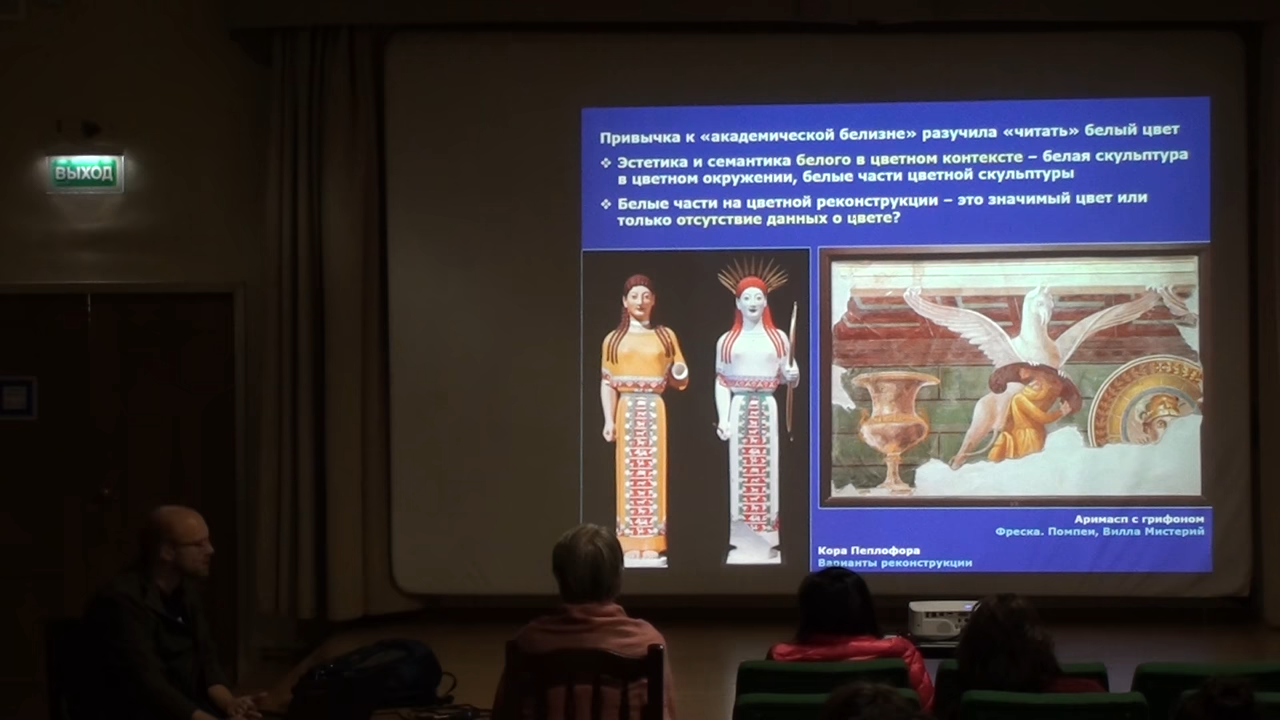 ВЫХОД
Привычка к «академической белизне» разучила «читать» белый цвет
❖ Эстетика и семантика белого в цветном контексте – белая скульптура
в цветном окружении, белые части цветной скульптуры
❖ Белые части на цветной реконструкции – это значимый цвет или
только отсутствие данных о цвете?
Аримасп с грифоном
Фреска. Помпеи, Вилла Мистерий
Кора Пеплофора
Варианты реконструкции